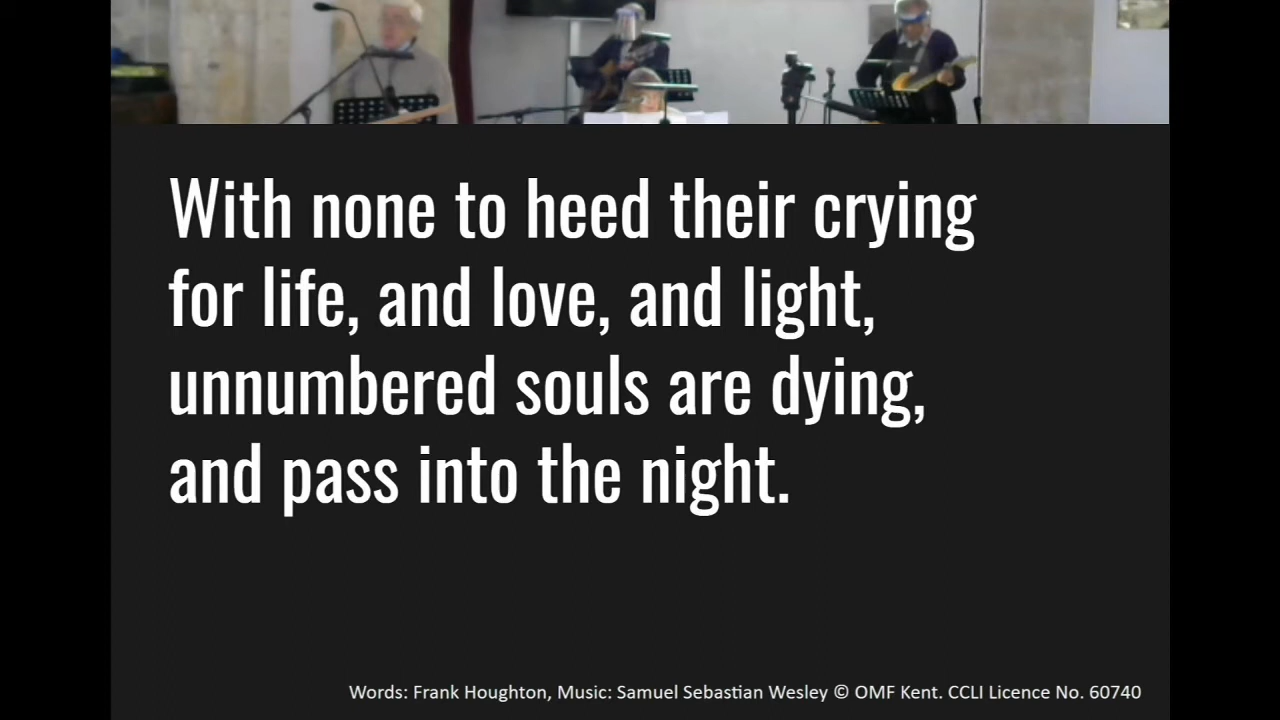 With none to heed their crying
for life, and love, and light,
unnumbered souls are dying,
and pass into the night.
Words: Frank Houghton, Music: Samuel Sebastian Wesley © OMF Kent. CCLI Licence No. 60740